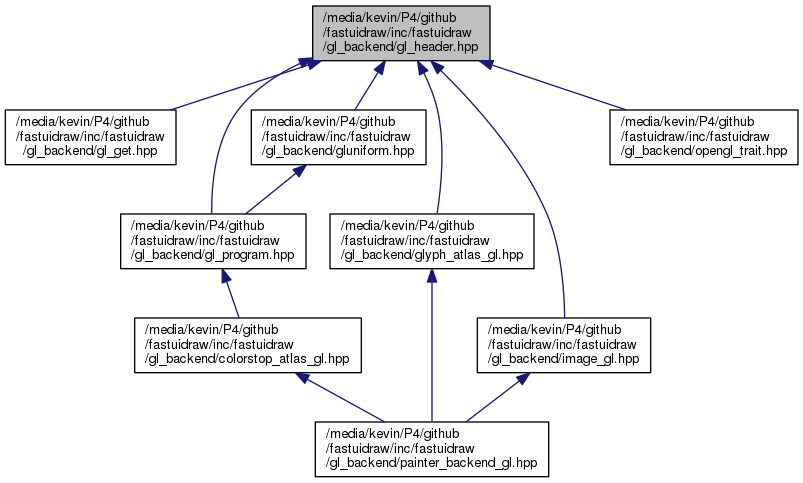 /media/kevin/P4/github
/fastuidraw/inc/fastuidraw
/gl_backend/gl_header.hpp
/media/kevin/P4/github
/fastuidraw/inc/fastuidraw
/gl_backend/gl_get.hpp
/media/kevin/P4/github
/fastuidraw/inc/fastuidraw
/gl_backend/gluniform.hpp
/media/kevin/P4/github
/fastuidraw/inc/fastuidraw
/gl_backend/opengl_trait.hpp
/media/kevin/P4/github
/fastuidraw/inc/fastuidraw
/gl_backend/gl_program.hpp
/media/kevin/P4/github
/fastuidraw/inc/fastuidraw
/gl_backend/glyph_atlas_gl.hpp
/media/kevin/P4/github
/fastuidraw/inc/fastuidraw
/gl_backend/colorstop_atlas_gl.hpp
/media/kevin/P4/github
/fastuidraw/inc/fastuidraw
/gl_backend/image_gl.hpp
/media/kevin/P4/github
/fastuidraw/inc/fastuidraw
/gl_backend/painter_backend_gl.hpp